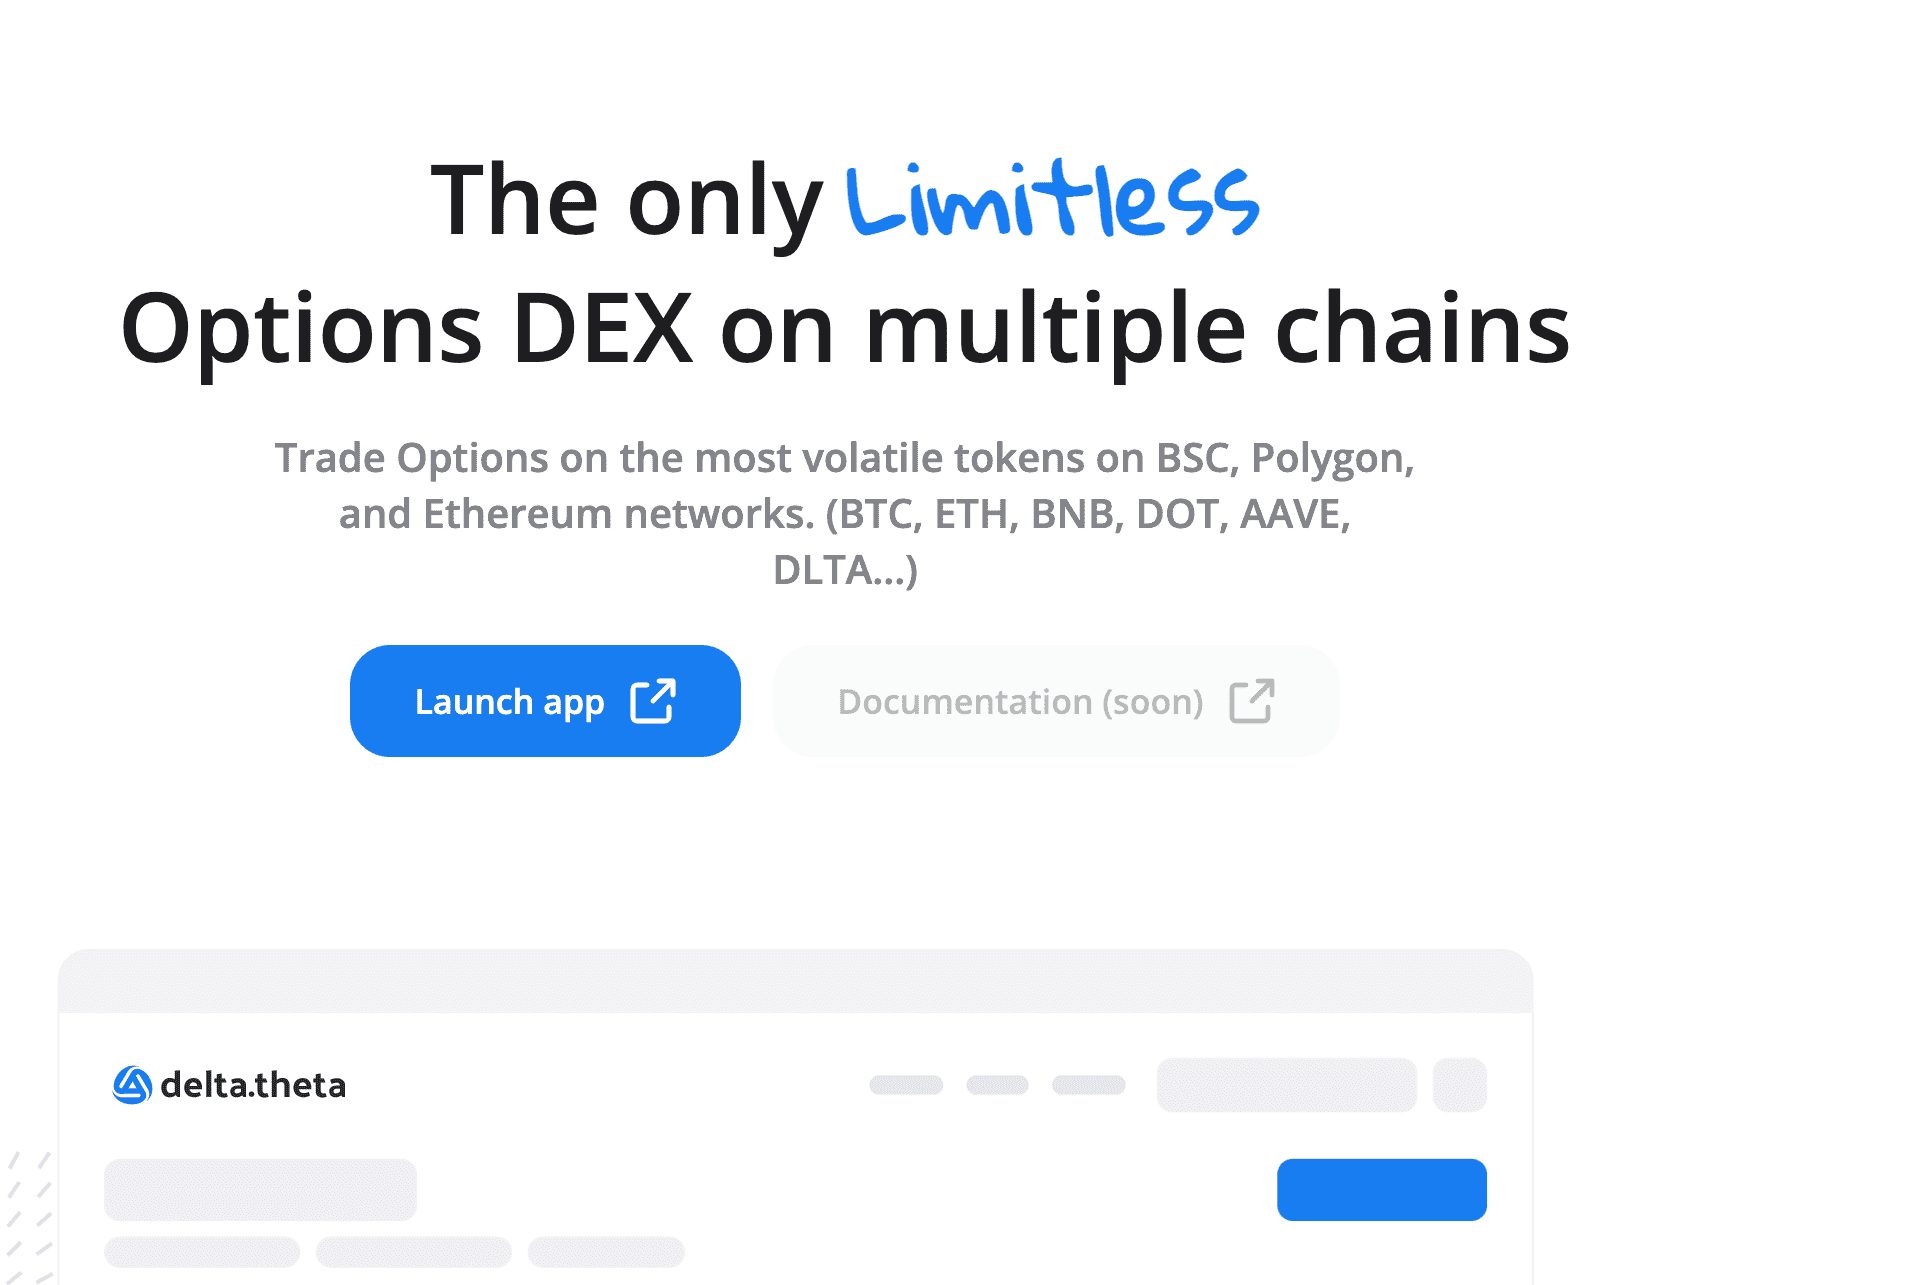 The only Limitless
Options DEX on multiple chains
Trade Options on the most volatile tokens on BSC, Polygon,
and Ethereum networks. (BTC, ETH, BNB, DOT, AAVE,
DLTA...)
Launch app
Documentation (soon)
delta.theta